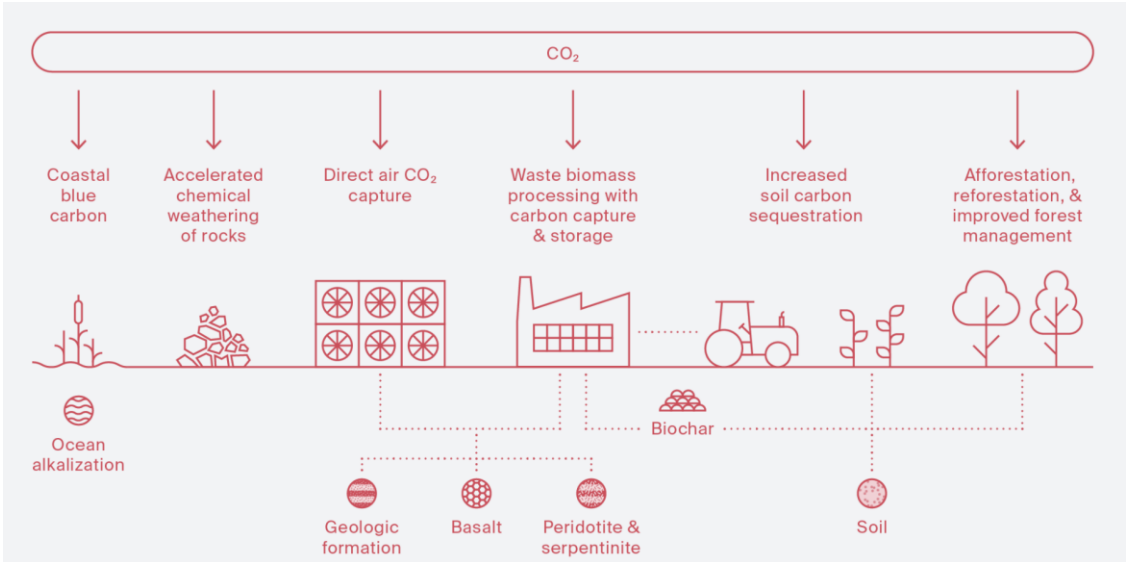 CO₂
Coastal
blue
carbon
Accelerated
chemical
weathering
of rocks
Direct air CO₂
capture
Waste biomass
processing with
carbon capture
& storage
Increased
soil carbon
sequestration
Afforestation,
reforestation, &
improved forest
management
Ocean
alkalization
Biochar
Geologic
formation
Basalt
Peridotite &
serpentinite
Soil